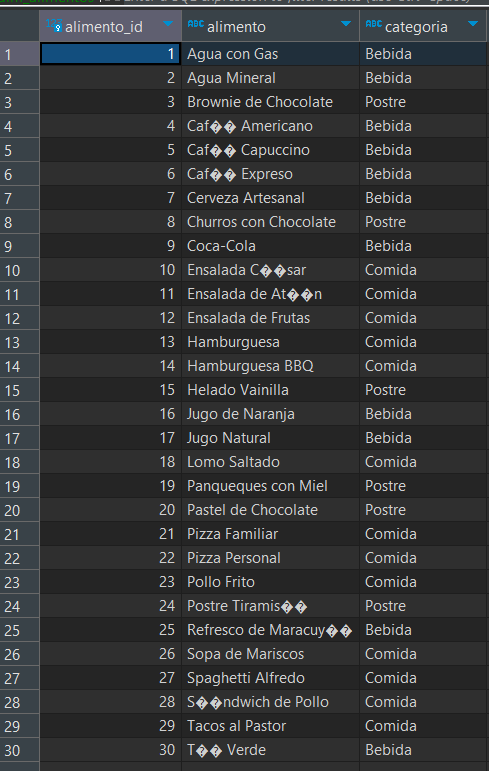 alimento_id alimento categoria
1 1 Agua con Gas Bebida
2 2 Agua Mineral Bebida
3 3 Brownie de Chocolate Postre
4 4 Caf�� Americano Bebida
5 5 Caf�� Capuccino Bebida
6 6 Caf�� Expreso Bebida
7 7 Cerveza Artesanal Bebida
8 8 Churros con Chocolate Postre
9 9 Coca-Cola Bebida
10 10 Ensalada C��sar Comida
11 11 Ensalada de At��n Comida
12 12 Ensalada de Frutas Comida
13 13 Hamburguesa Comida
14 14 Hamburguesa BBQ Comida
15 15 Helado Vainilla Postre
16 16 Jugo de Naranja Bebida
17 17 Jugo Natural Bebida
18 18 Lomo Saltado Comida
19 19 Panqueques con Miel Postre
20 20 Pastel de Chocolate Postre
21 21 Pizza Familiar Comida
22 22 Pizza Personal Comida
23 23 Pollo Frito Comida
24 24 Postre Tiramis�� Postre
25 25 Refresco de Maracuy�� Bebida
26 26 Sopa de Mariscos Comida
27 27 Spaghetti Alfredo Comida
28 28 S��ndwich de Pollo Comida
29 29 Tacos al Pastor Comida
30 30 T�� Verde Bebida